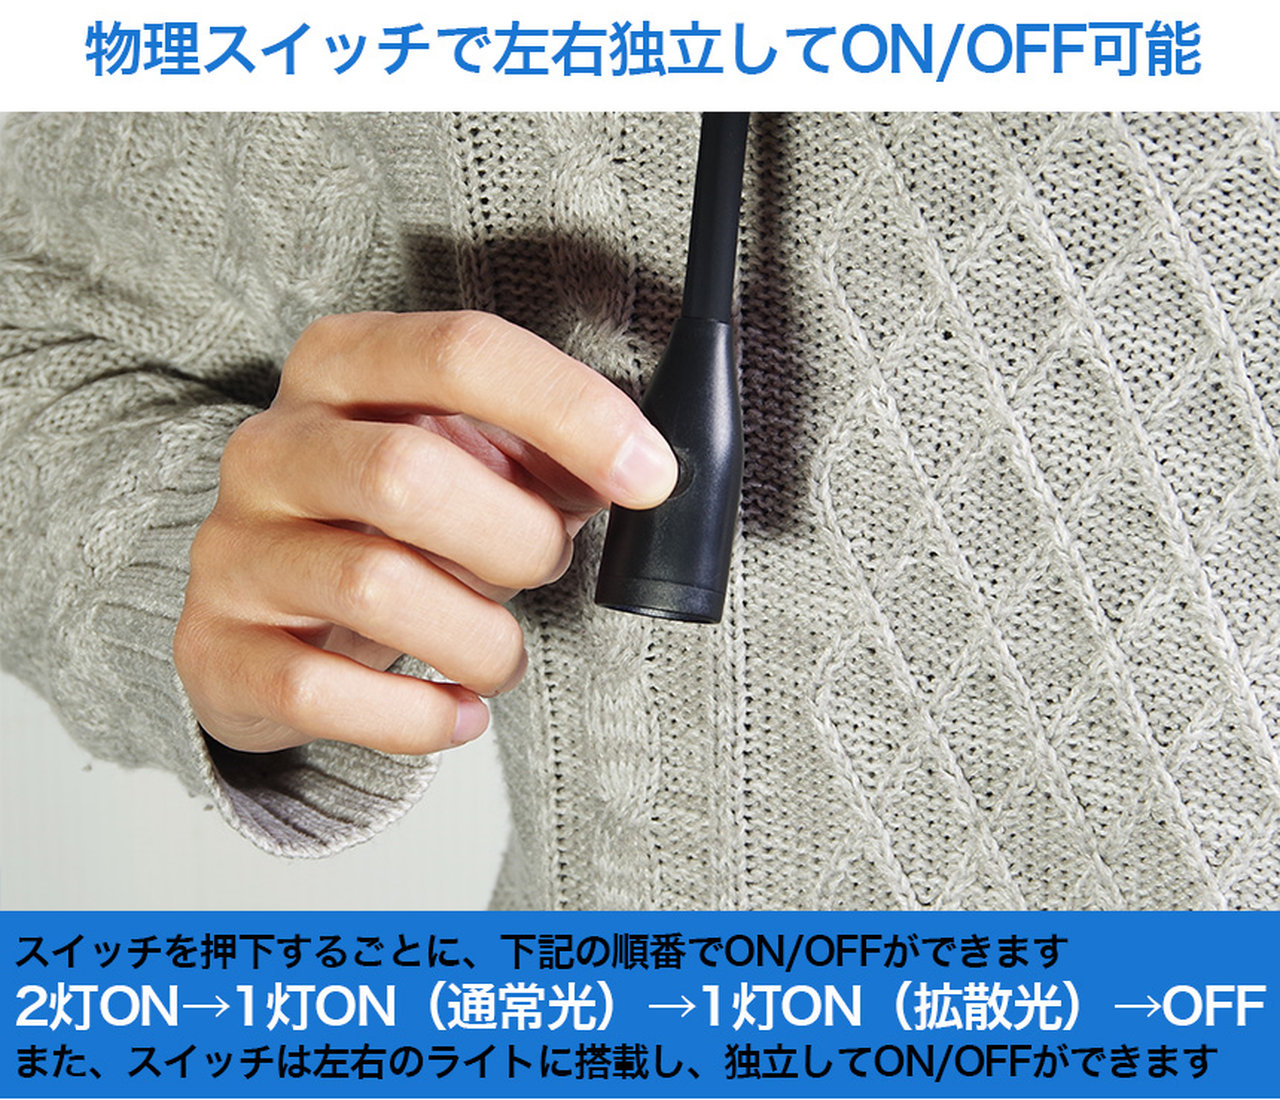 物理スイッチで左右独立してON/OFF可能
スイッチを押下するごとに、下記の順番でON/OFFができます
2灯ON→1灯ON（通常光）→1灯ON（拡散光）→OFF
また、スイッチは左右のライトに搭載し、独立してON/OFFができます